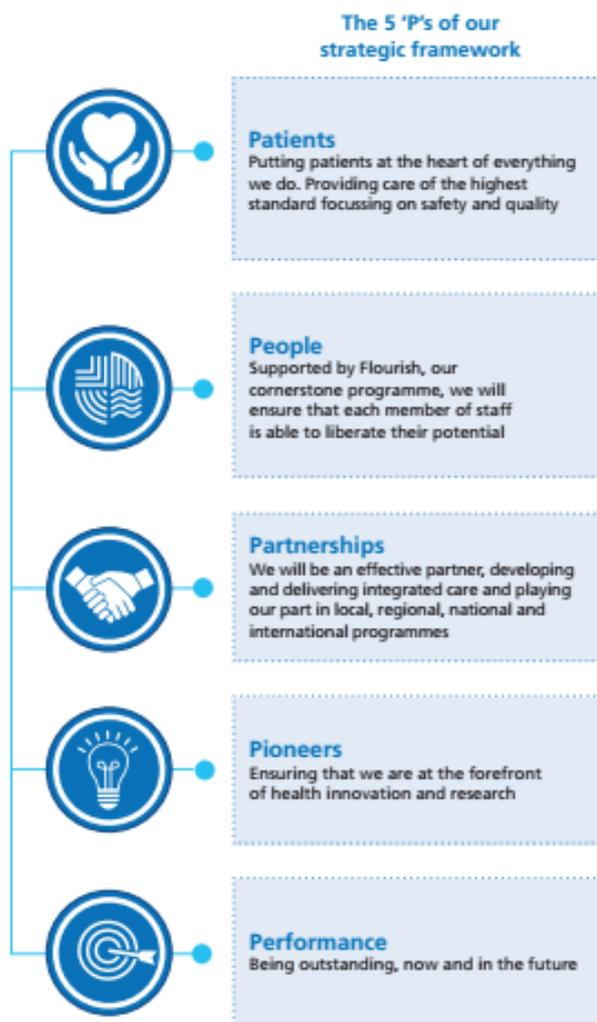 The 5 'P's of our
strategic framework
Patients
Putting patients at the heart of everything
we do. Providing care of the highest
standard focussing on safety and quality
People
Supported by Flourish, our
cornerstone programme, we will
ensure that each member of staff
is able to liberate their potential
Partnerships
We will be an effective partner, developing
and delivering integrated care and playing
our part in local, regional, national and
international programmes
Pioneers
Ensuring that we are at the forefront
of health innovation and research
Performance
Being outstanding, now and in the future